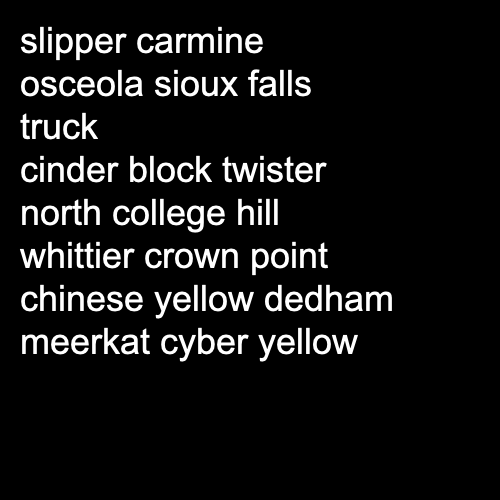 slipper carmine
osceola sioux falls
truck
cinder block twister
north college hill
whittier crown point
chinese yellow dedham
meerkat cyber yellow